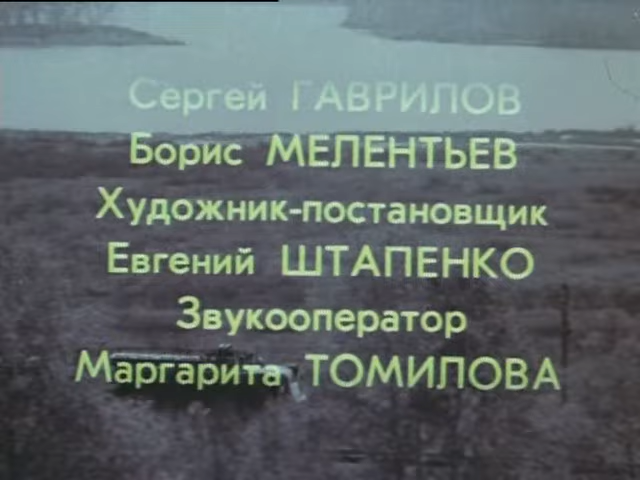 Сергей ГАВРИЛОВ
Борис МЕЛЕНТЬЕВ
Художник-постановщик
Евгений ШТАПЕНКО
Звукооператор
Маргарита ТОМИЛОВА